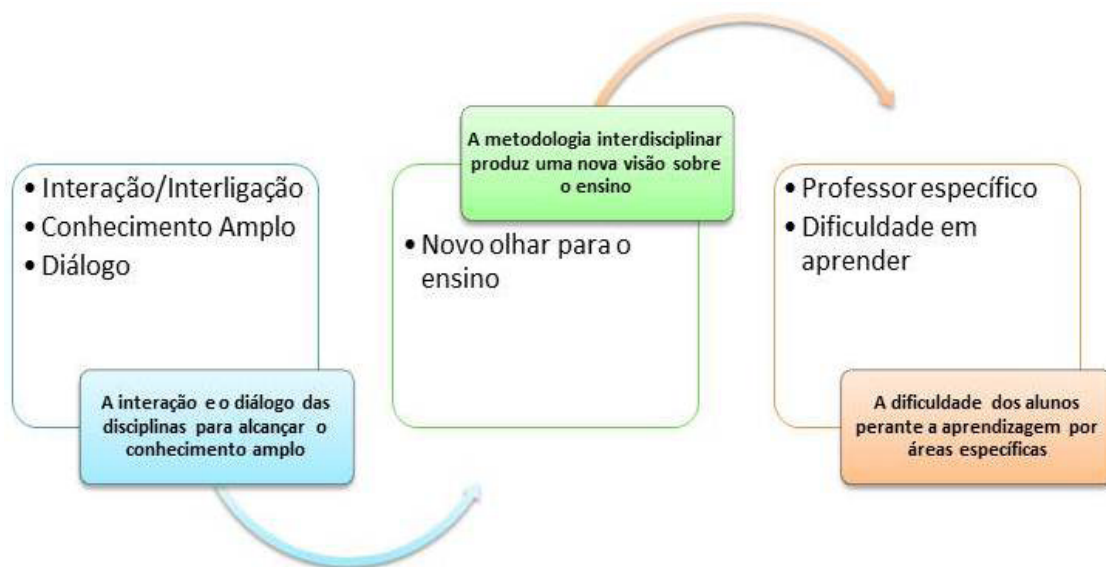 • Interação/Interligação
• Conhecimento Amplo
• Diálogo
A interação e o diálogo das
disciplinas para alcançar o
conhecimento amplo
A metodologia interdisciplinar
produz uma nova visão sobre
o ensino
• Novo olhar para o
ensino
• Professor específico
• Dificuldade em
aprender
A dificuldade dos alunos
perante a aprendizagem por
áreas específicas